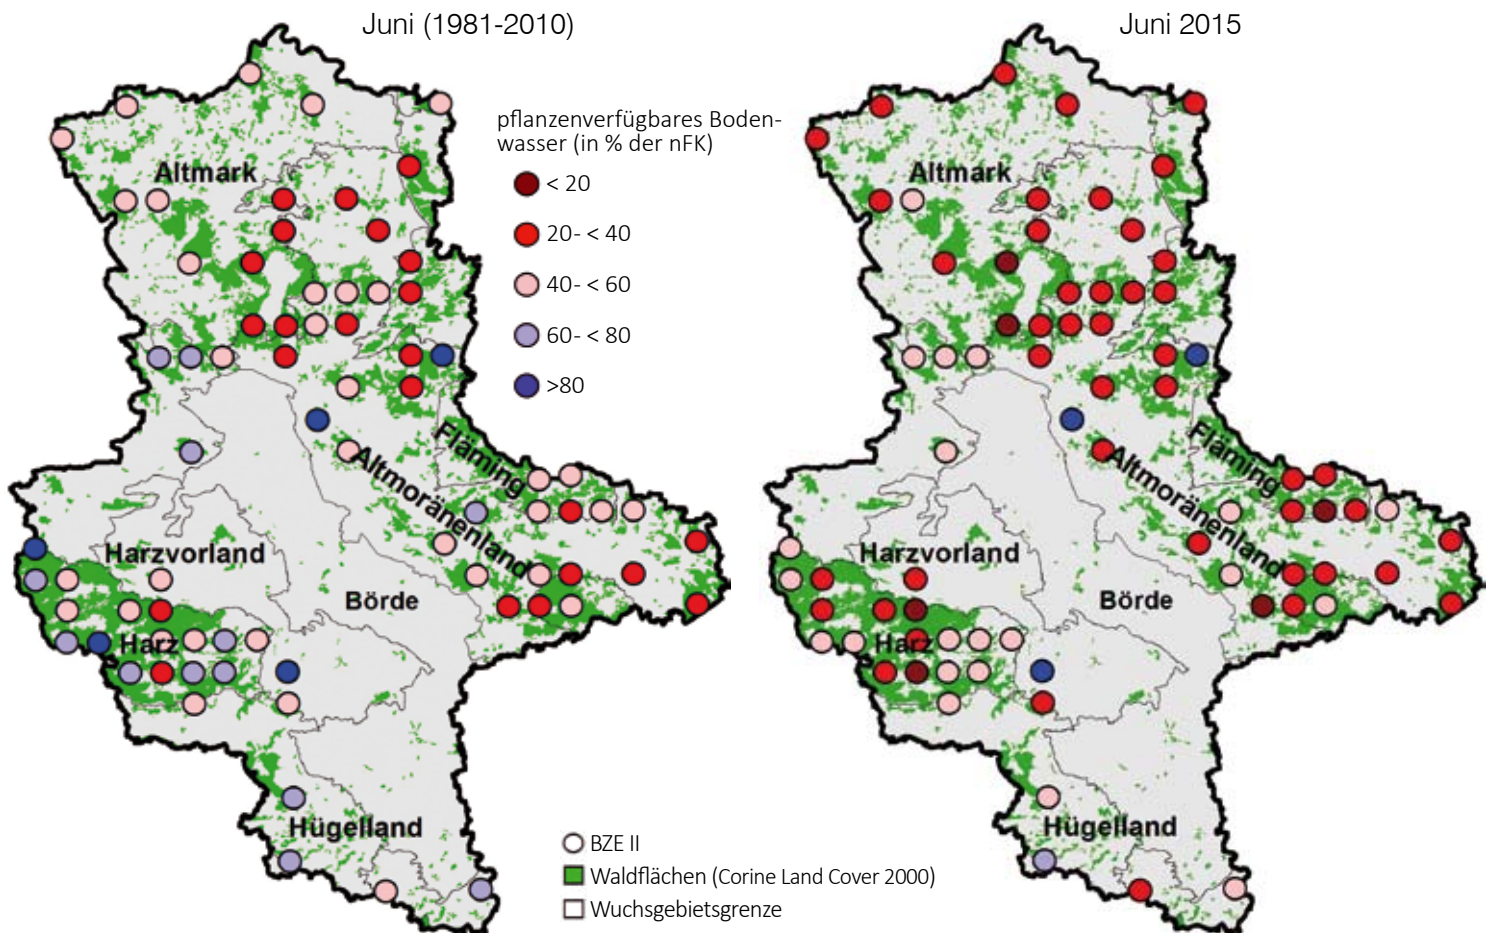 Juni (1981-2010)
Juni 2015
pflanzenverfügbares Boden-
wasser (in % der nFK)
< 20
20- < 40
40- < 60
60- < 80
>80
Altmark
Fläming
Altmoränenland
Harzvorland
Börde
Harz
Hügelland
Altmark
Fläming
Altmoränenland
Harzvorland
Börde
Harz
Hügelland
BZE II
Waldflächen (Corine Land Cover 2000)
Wuchsgebietsgrenze